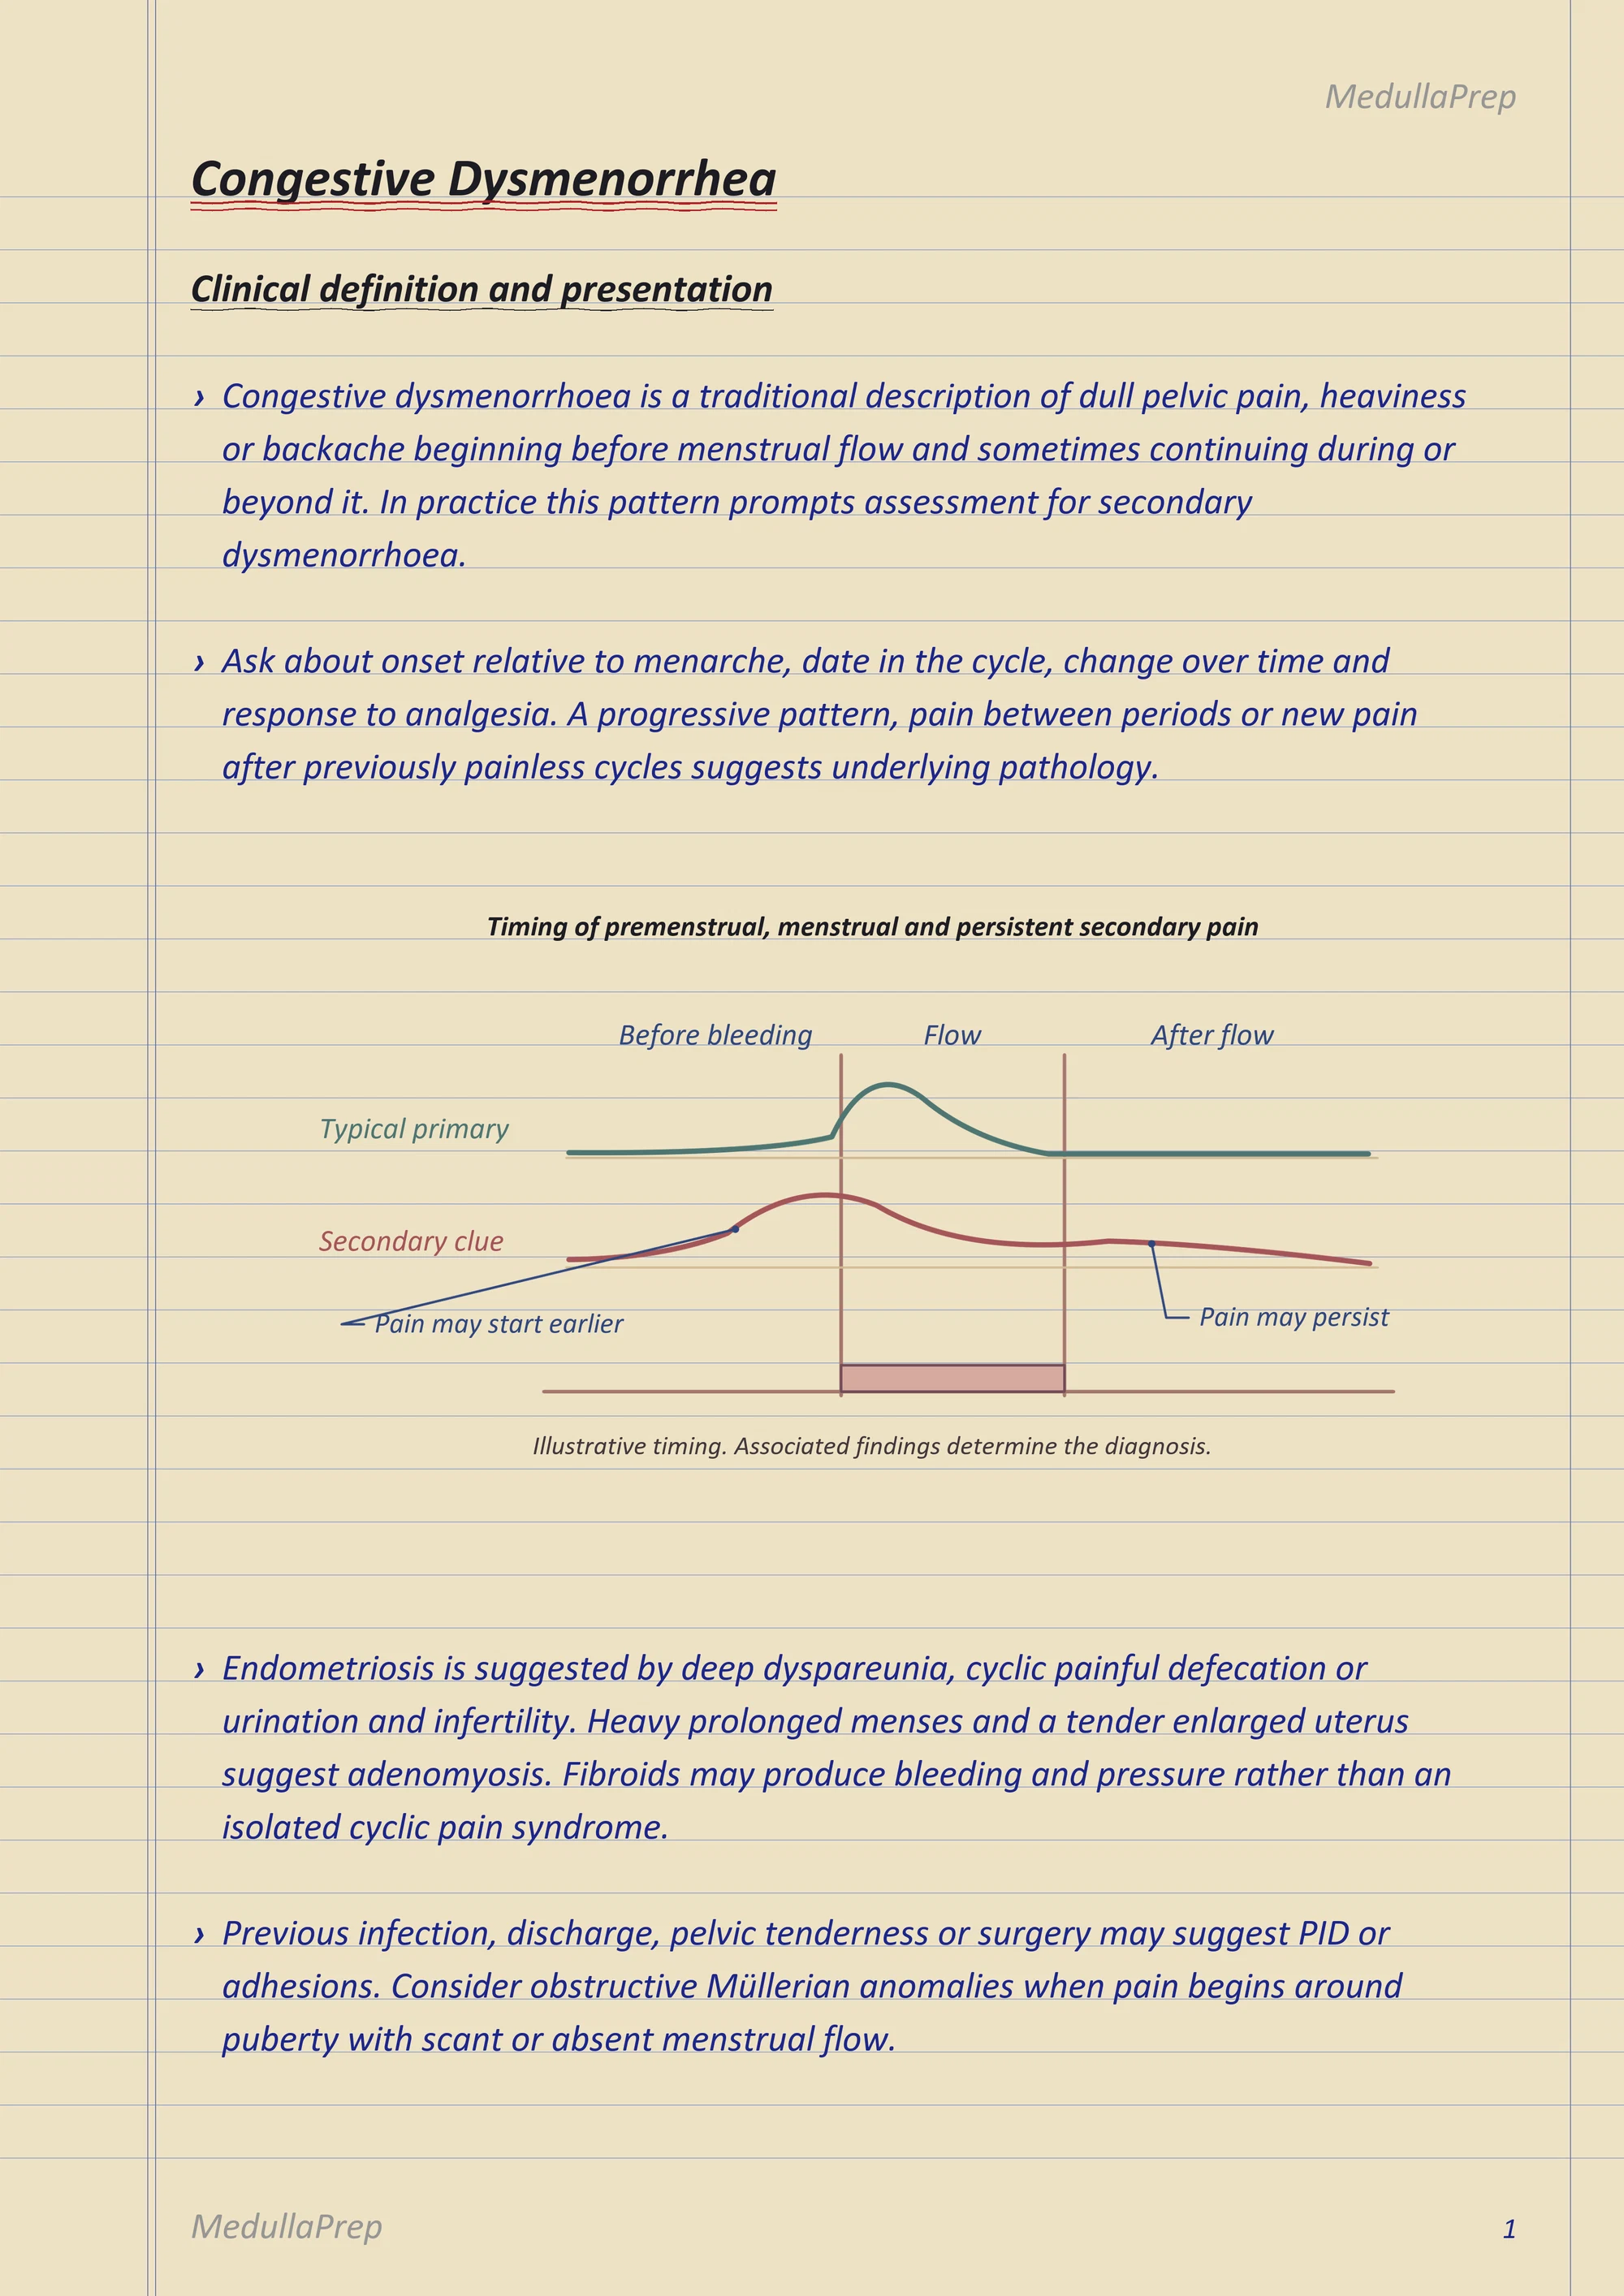 MedullaPrep
Congestive Dysmenorrhea
Clinical definition and presentation
› Congestive dysmenorrhoea is a traditional description of dull pelvic pain, heaviness
or backache beginning before menstrual flow and sometimes continuing during or
beyond it. In practice this pattern prompts assessment for secondary
dysmenorrhoea.
› Ask about onset relative to menarche, date in the cycle, change over time and
response to analgesia. A progressive pattern, pain between periods or new pain
after previously painless cycles suggests underlying pathology.
Timing of premenstrual, menstrual and persistent secondary pain
Before bleeding Flow After flow
Typical primary
Secondary clue
Pain may start earlier Pain may persist
Illustrative timing. Associated findings determine the diagnosis.
› Endometriosis is suggested by deep dyspareunia, cyclic painful defecation or
urination and infertility. Heavy prolonged menses and a tender enlarged uterus
suggest adenomyosis. Fibroids may produce bleeding and pressure rather than an
isolated cyclic pain syndrome.
› Previous infection, discharge, pelvic tenderness or surgery may suggest PID or
adhesions. Consider obstructive Müllerian anomalies when pain begins around
puberty with scant or absent menstrual flow.
MedullaPrep 1